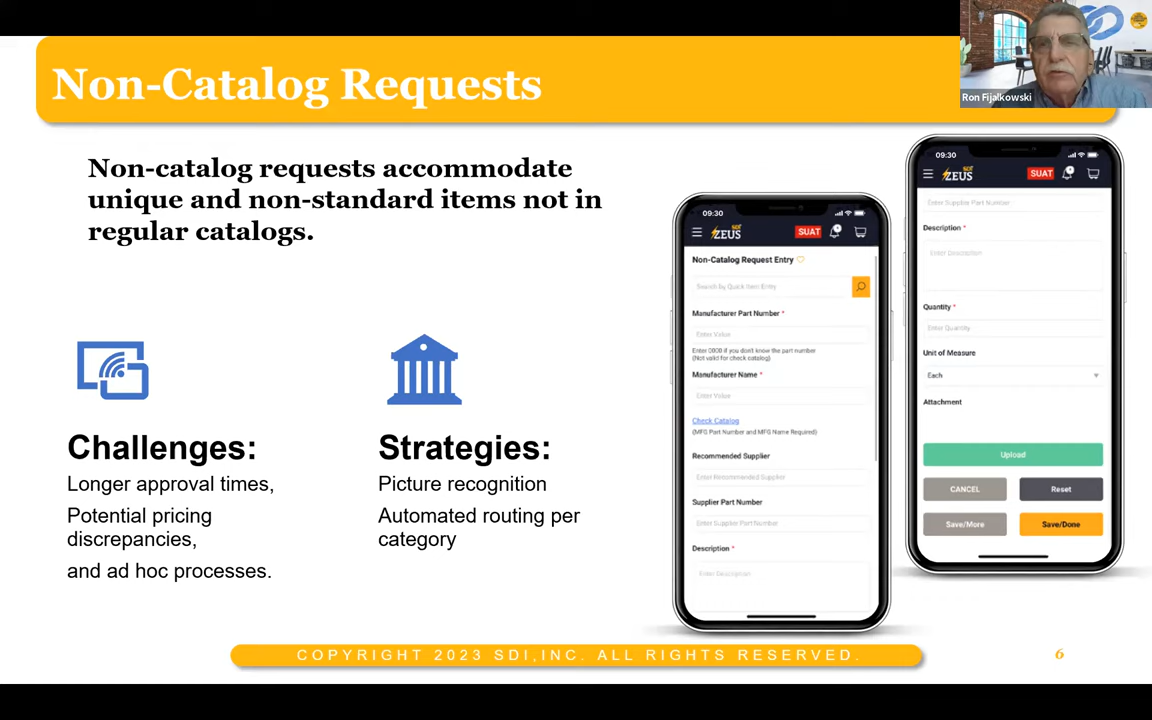 Non-Catalog Requests
Ron Fijalkowski
Non-catalog requests accommodate
unique and non-standard items not in
regular catalogs.
Challenges:
Longer approval times,
Potential pricing
discrepancies,
and ad hoc processes.
Strategies:
Picture recognition
Automated routing per
category
09:30
sdi
ZEUS
SUAT
Non-Catalog Request Entry
Search by Quick Item Entry
Manufacturer Part Number *
Enter Value
Enter 0000 if you don't know the part number
(Not valid for check catalog)
Manufacturer Name *
Enter Value
Check Catalog
(MFG Part Number and MFG Name Required)
Recommended Supplier
Enter Recommended Supplier
Supplier Part Number
Enter Supplier Part Number
Description *
Enter Description
09:30
sdi
ZEUS
SUAT
Enter Supplier Part Number
Description *
Enter Description
Quantity *
Enter Quantity
Unit of Measure
Each
Attachment
Upload
CANCEL
Reset
Save/More
Save/Done
COPYRIGHT 2023 SDI,INC. ALL RIGHTS RESERVED.
6